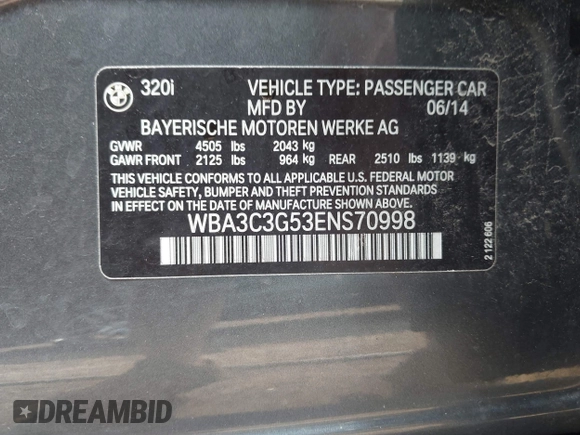 320i VEHICLE TYPE: PASSENGER CAR
MFD BY 06/14
BAYERISCHE MOTOREN WERKE AG
GVWR 4505 lbs 2043 kg
GAWR FRONT 2125 lbs 964 kg REAR 2510 lbs 1139 kg
THIS VEHICLE CONFORMS TO ALL APPLICABLE U.S. FEDERAL MOTOR
VEHICLE SAFETY, BUMPER AND THEFT PREVENTION STANDARDS
IN EFFECT ON THE DATE OF MANUFACTURE SHOWN ABOVE.
WBA3C3G53ENS70998
2 122 606
DREAMBID